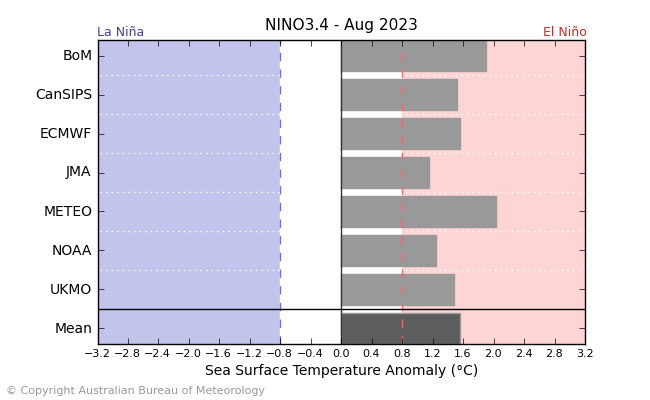 NINO3.4 - Aug 2023
La Niña
El Niño
BoM
CanSIPS
ECMWF
JMA
METEO
NOAA
UKMO
Mean
−3.2 −2.8 −2.4 −2.0 −1.6 −1.2 −0.8 −0.4 0.0 0.4 0.8 1.2 1.6 2.0 2.4 2.8 3.2
Sea Surface Temperature Anomaly (°C)
© Copyright Australian Bureau of Meteorology